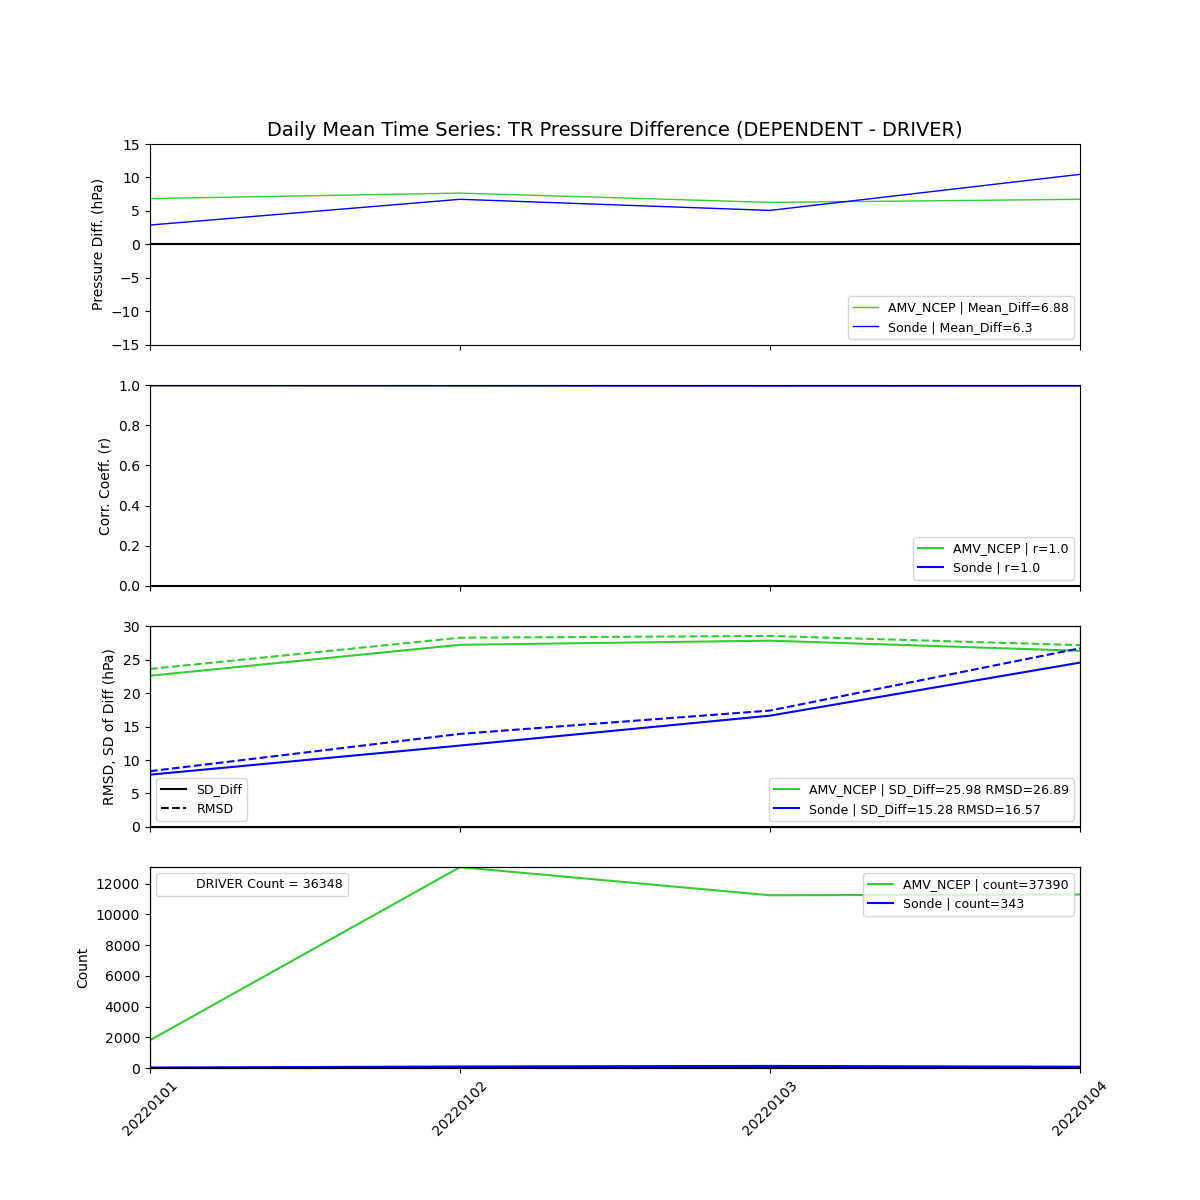 Daily Mean Time Series: TR Pressure Difference (DEPENDENT - DRIVER)
Pressure Diff. (hPa)
15
10
5
0
−5
−10
−15
AMV_NCEP | Mean_Diff=6.88
Sonde | Mean_Diff=6.3
Corr. Coeff. (r)
1.0
0.8
0.6
0.4
0.2
0.0
AMV_NCEP | r=1.0
Sonde | r=1.0
RMSD, SD of Diff (hPa)
30
25
20
15
10
5
0
SD_Diff
RMSD
AMV_NCEP | SD_Diff=25.98 RMSD=26.89
Sonde | SD_Diff=15.28 RMSD=16.57
Count
12000
10000
8000
6000
4000
2000
0
DRIVER Count = 36348
AMV_NCEP | count=37390
Sonde | count=343
20220101
20220102
20220103
20220104